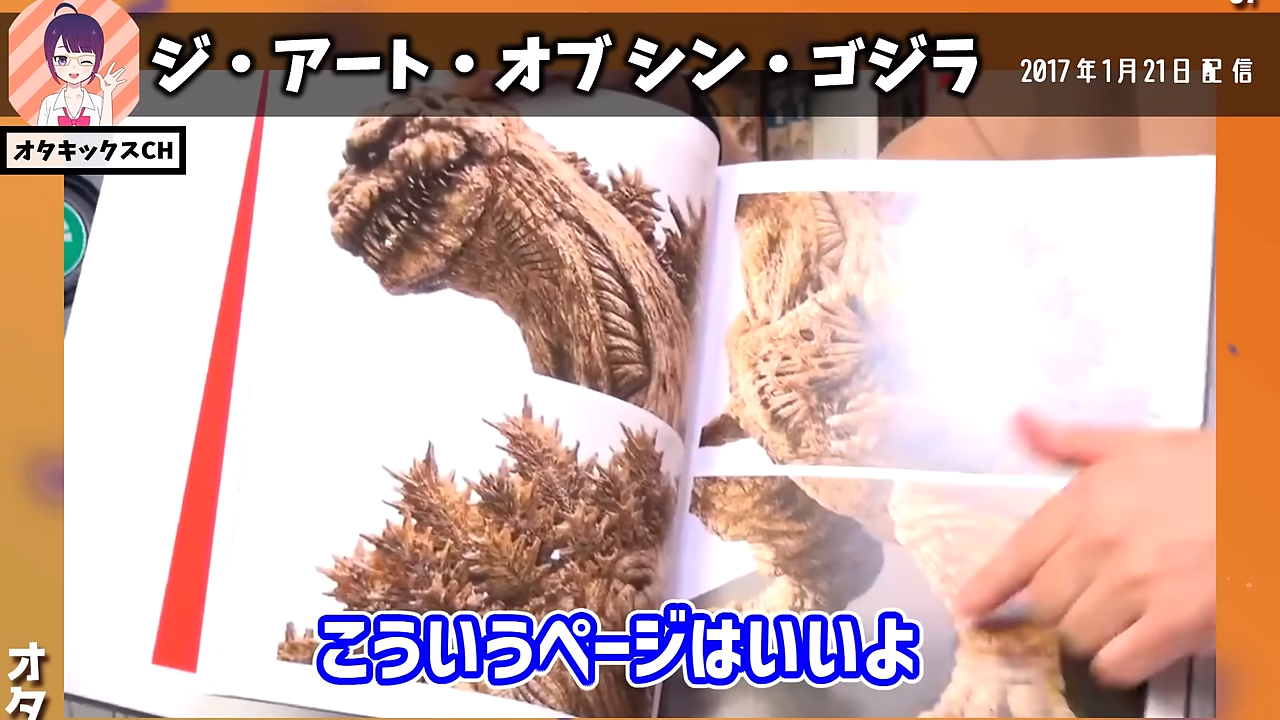 ジ・アート・オブ シン・ゴジラ
2017年1月21日配信
オタキックスCH
こういうページはいいよ
オタ